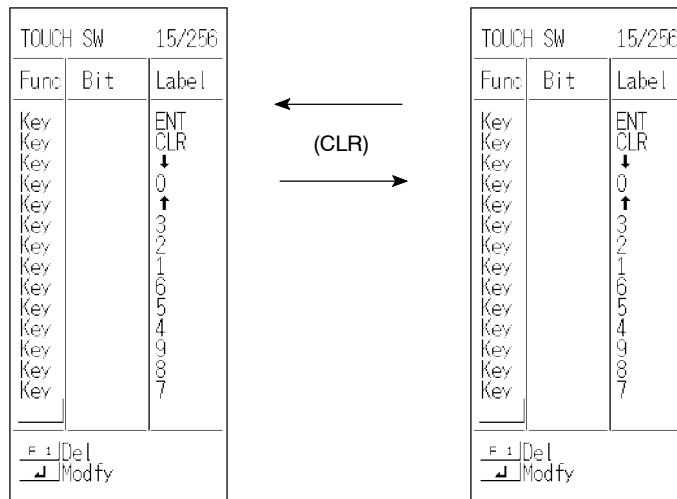 TOUCH SW 15/256
Func Bit Label
Key ENT
Key CLR
Key ↓
Key 0
Key ↑
Key 3
Key 2
Key 1
Key 6
Key 5
Key 4
Key 9
Key 8
Key 7
F 1 Del
↵ Modfy
(CLR)
TOUCH SW 15/256
Func Bit Label
Key ENT
Key CLR
Key ↓
Key 0
Key ↑
Key 3
Key 2
Key 1
Key 6
Key 5
Key 4
Key 9
Key 8
Key 7
F 1 Del
↵ Modfy